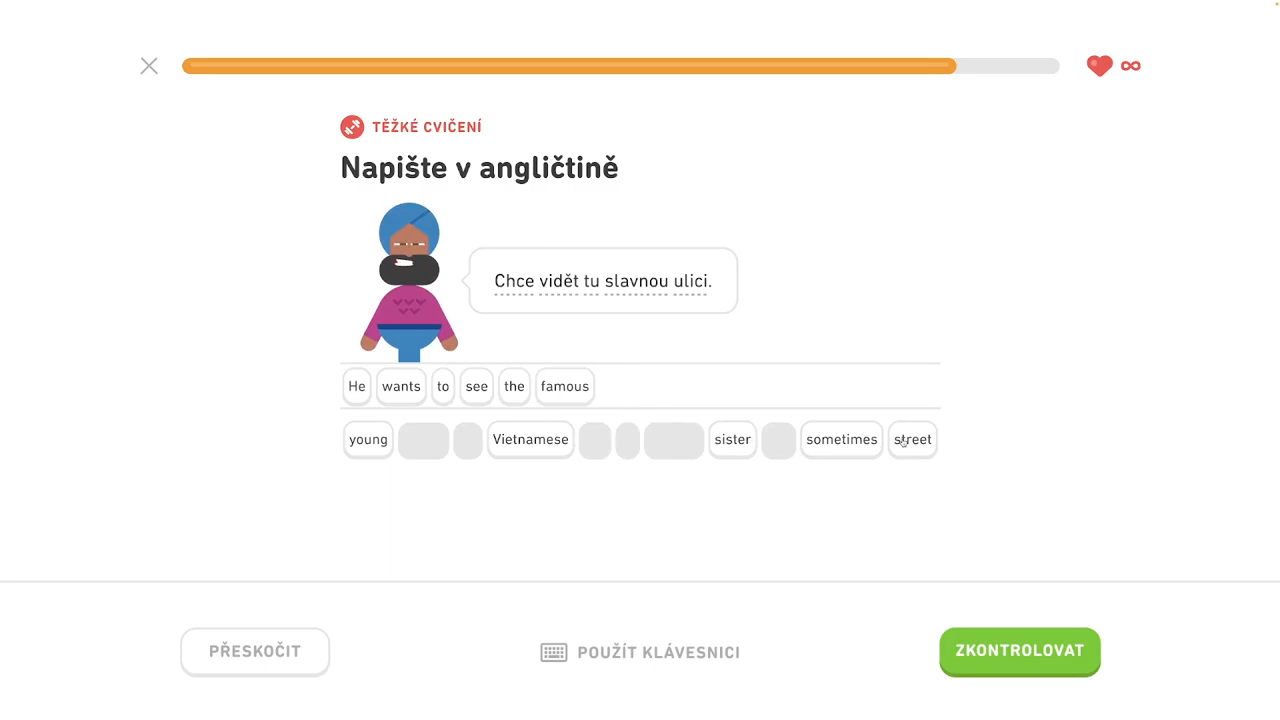 ∞
TĚŽKÉ CVIČENÍ
Napište v angličtině
Chce vidět tu slavnou ulici.
He wants to see the famous
young Vietnamese sister sometimes street
PŘESKOČIT POUŽÍT KLÁVESNICI ZKONTROLOVAT